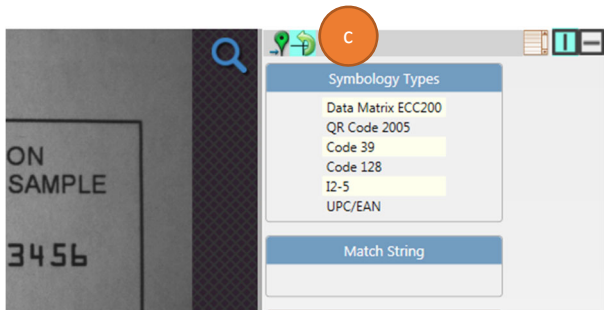 C
Symbology Types
Data Matrix ECC200
QR Code 2005
Code 39
Code 128
I2-5
UPC/EAN
Match String
ON
SAMPLE
3456